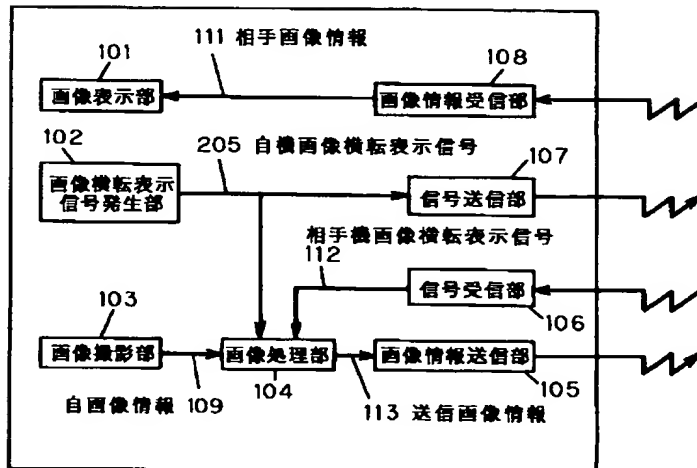 111 相手画像情報
101
108
画像表示部
画像情報受信部
102
205 自機画像横転表示信号
107
画像横転表示
信号発生部
信号送信部
相手機画像横転表示信号
112
103
信号受信部
106
画像撮影部
画像処理部
画像情報送信部
自画像情報 109
104
105
113 送信画像情報